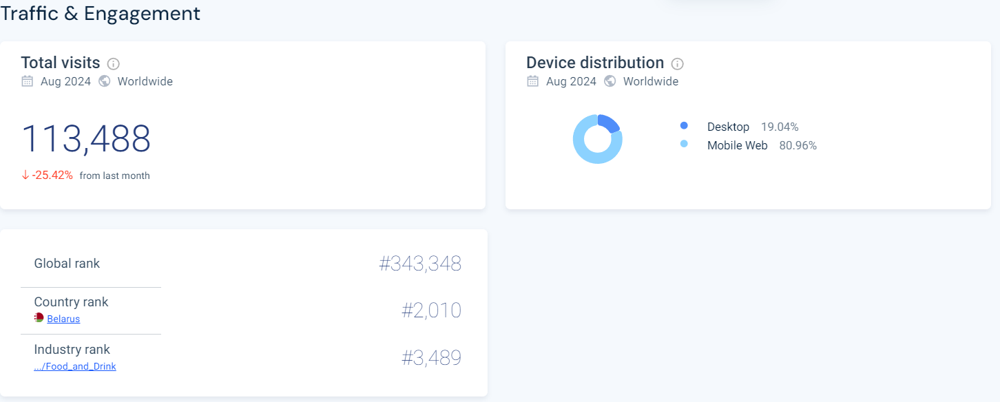 Traffic & Engagement
Total visits
Aug 2024 Worldwide
113,488
-25.42% from last month
Device distribution
Aug 2024 Worldwide
Desktop 19.04%
Mobile Web 80.96%
Global rank #343,348
Country rank
Belarus
#2,010
Industry rank
.../Food_and_Drink
#3,489